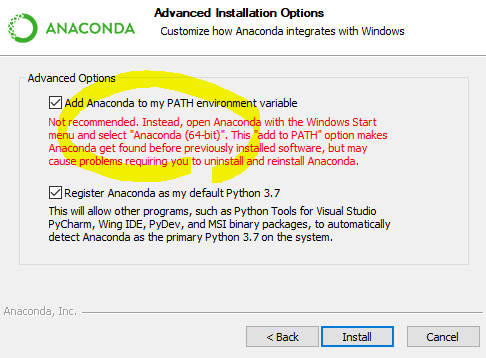 ANACONDA
Advanced Installation Options
Customize how Anaconda integrates with Windows
Advanced Options
Add Anaconda to my PATH environment variable
Not recommended. Instead, open Anaconda with the Windows Start
menu and select "Anaconda (64-bit)". This "add to PATH" option makes
Anaconda get found before previously installed software, but may
cause problems requiring you to uninstall and reinstall Anaconda.
Register Anaconda as my default Python 3.7
This will allow other programs, such as Python Tools for Visual Studio
PyCharm, Wing IDE, PyDev, and MSI binary packages, to automatically
detect Anaconda as the primary Python 3.7 on the system.
Anaconda, Inc.
< Back
Install
Cancel